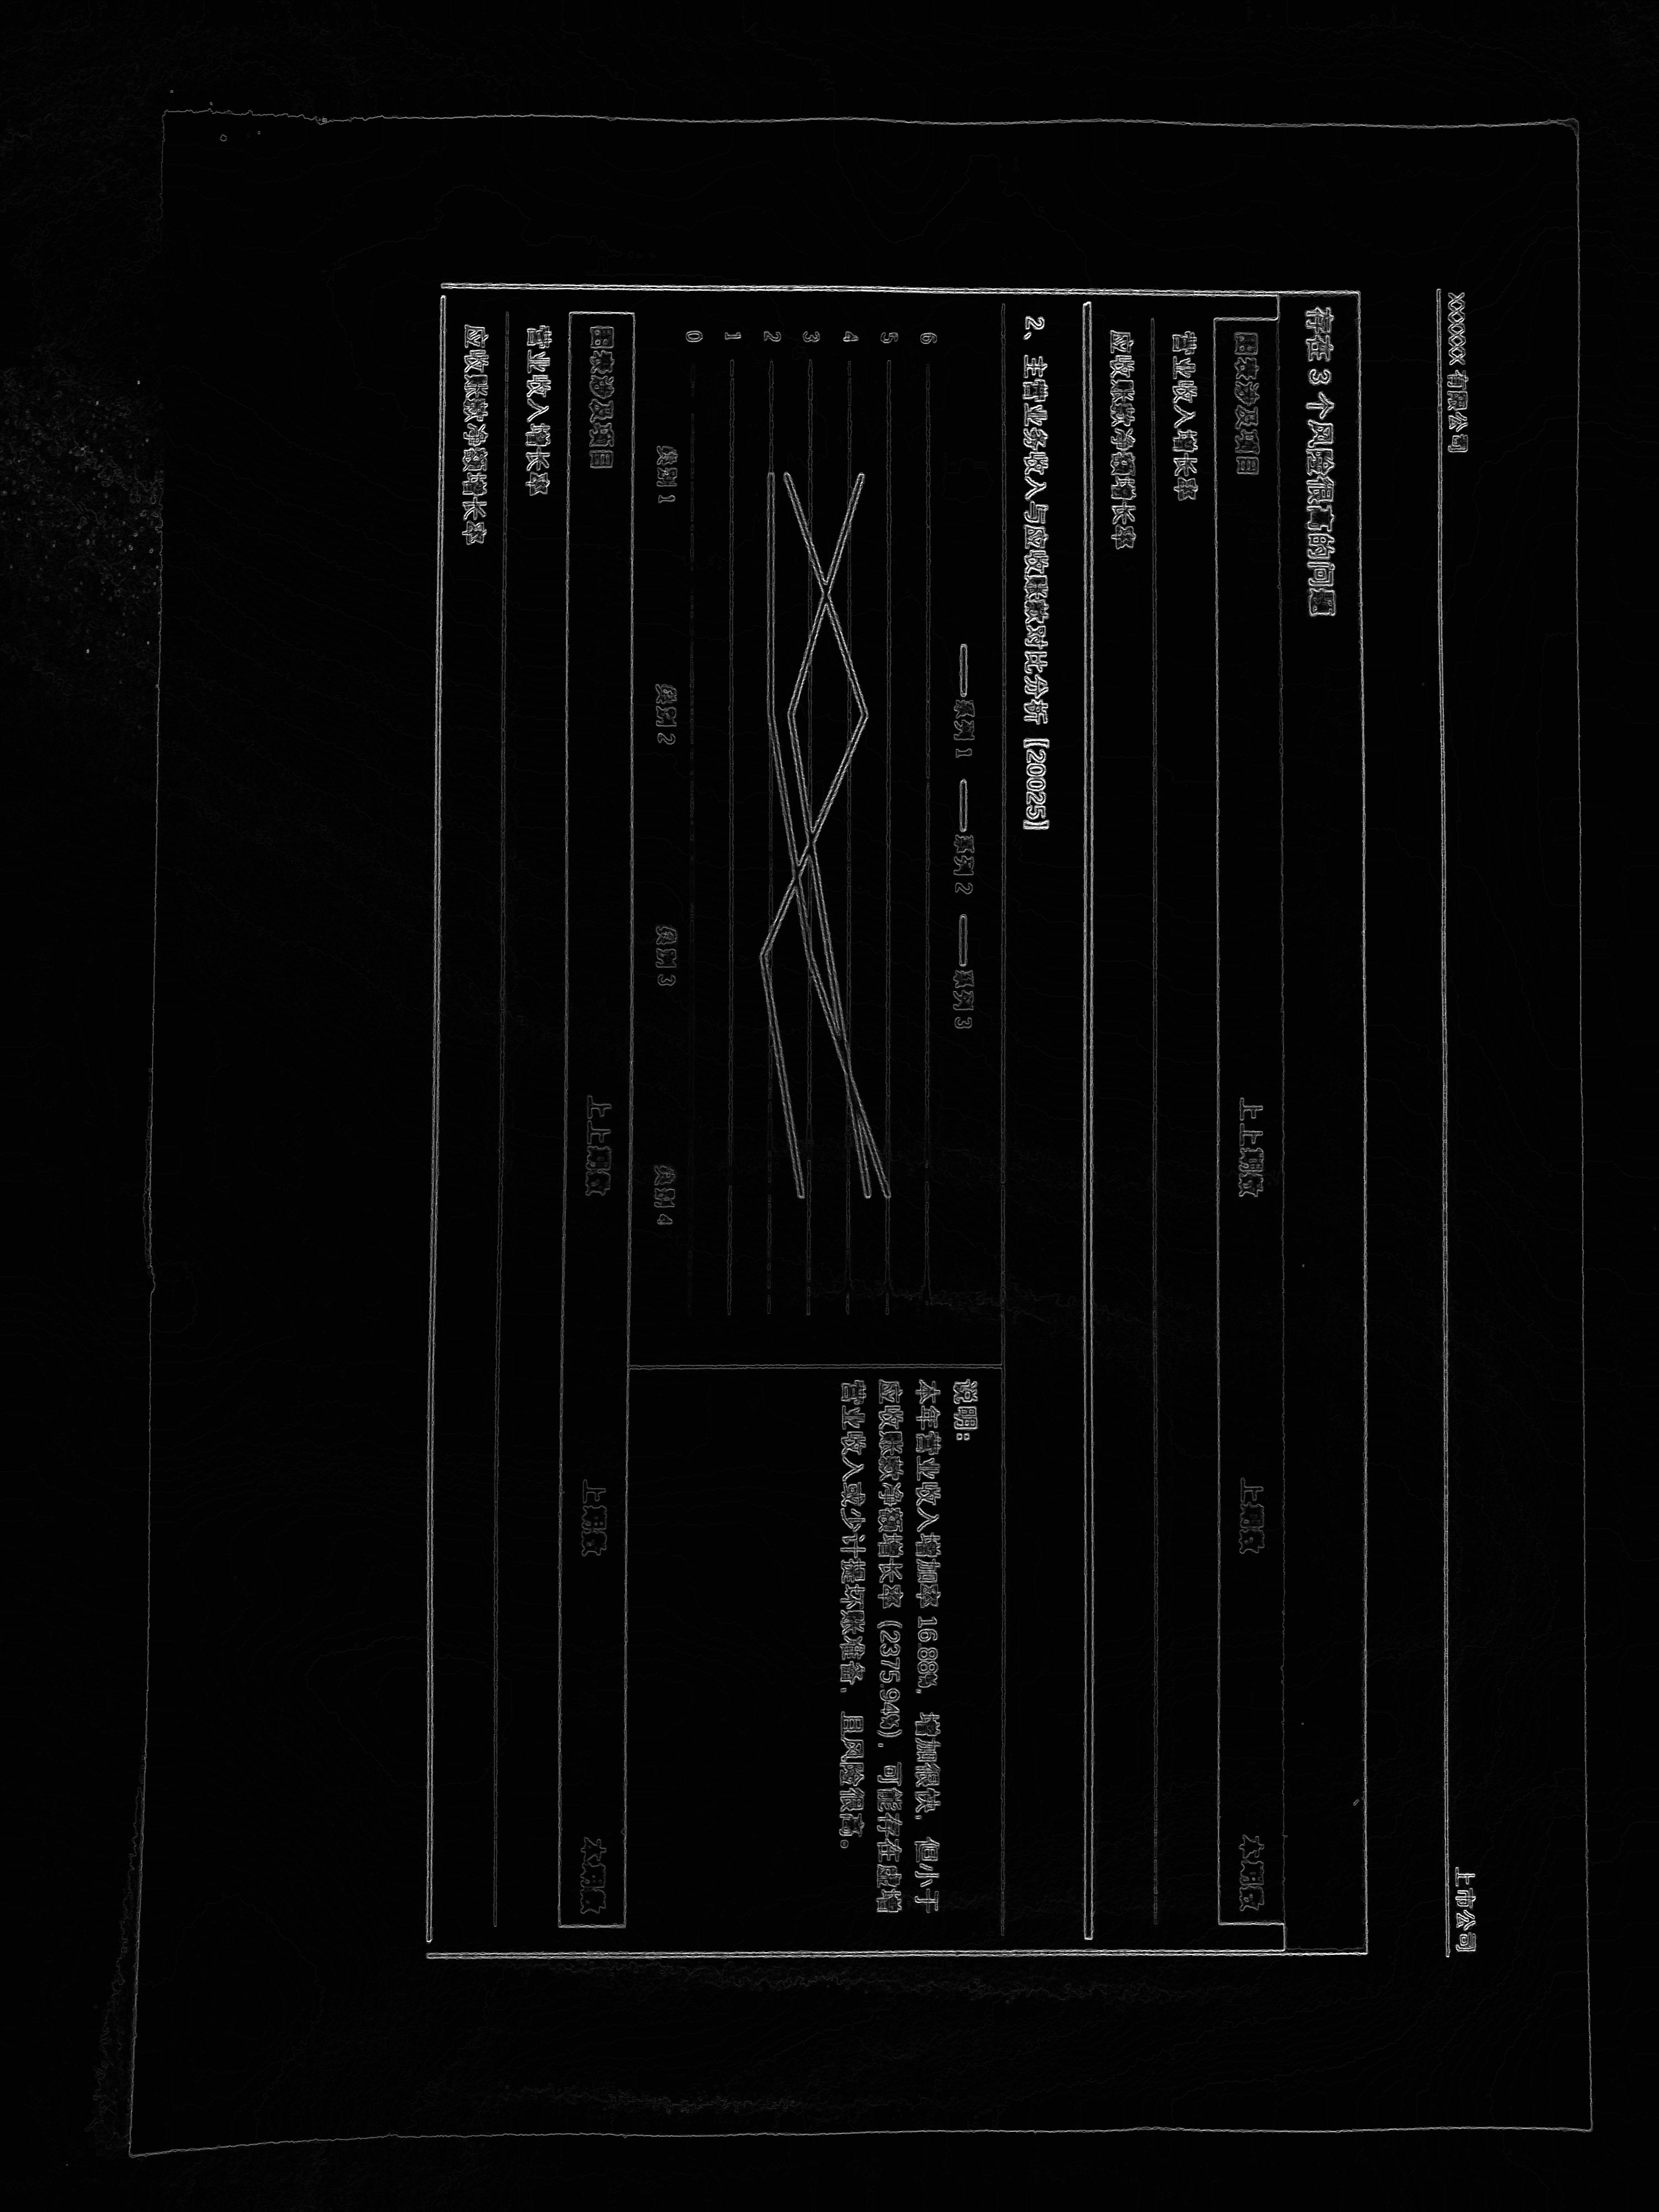 XXXXXX 有限公司 上市公司
存在 3 个风险很高的问题
图表涉及项目 上上期数 上期数 本期数
营业收入增长率
应收账款净额增长率
2、主营业务收入与应收账款对比分析【20025】
系列 1 系列 2 系列 3
6
5
4
3
2
1
0
类别 1 类别 2 类别 3 类别 4
说明：
本年营业收入增加率 16.88%，增加很快，但小于
应收账款净额增长率（2375.94%），可能存在虚增
营业收入或少计提坏账准备，且风险很高。
图表涉及项目 上上期数 上期数 本期数
营业收入增长率
应收账款净额增长率